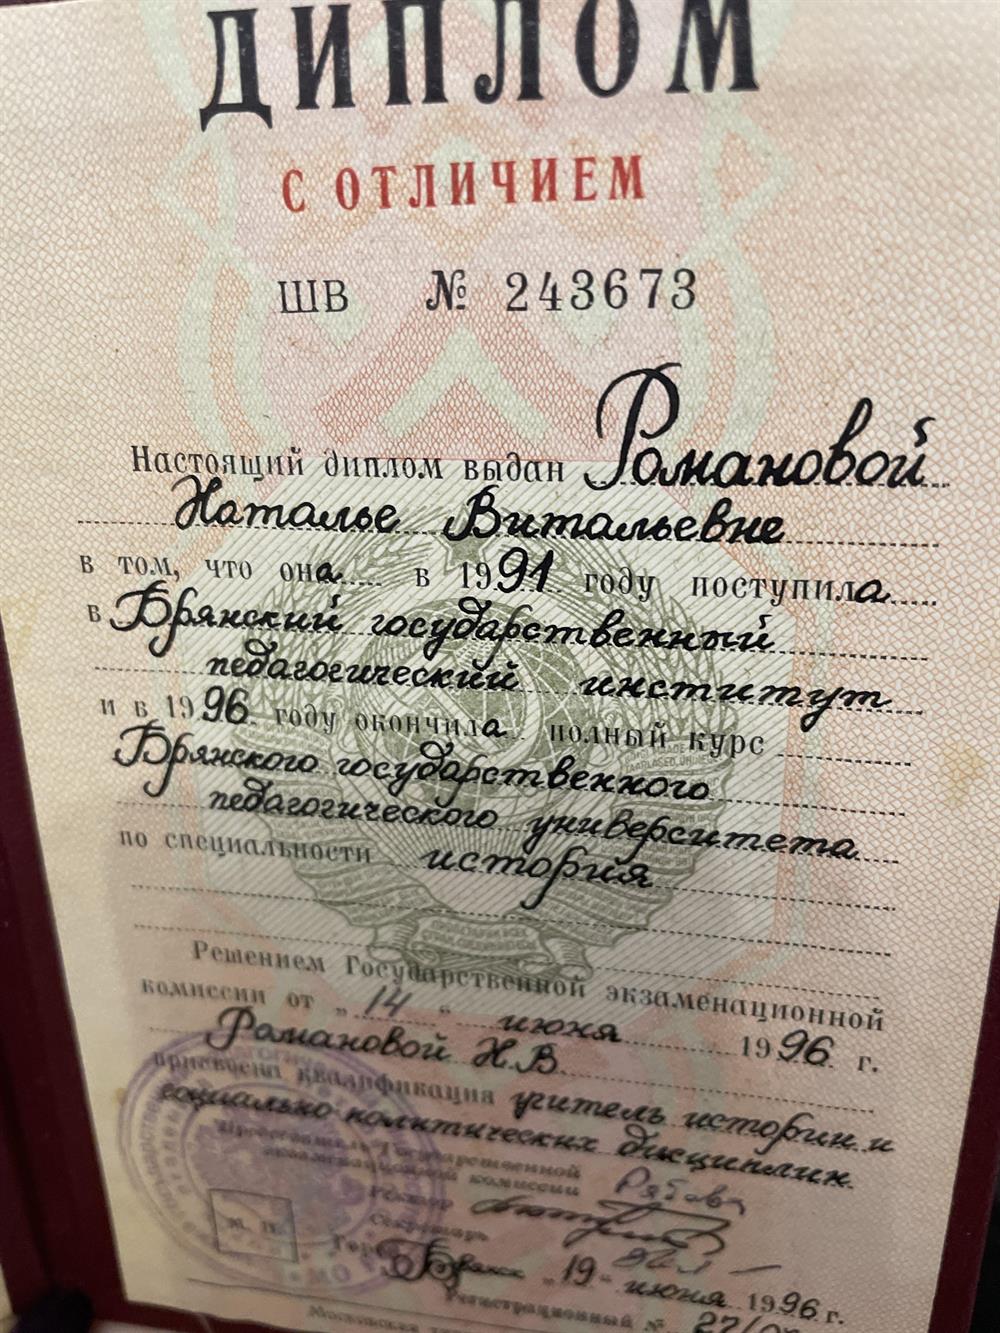 ДИПЛОМ
С ОТЛИЧИЕМ
ШВ № 243673
Настоящий диплом выдан Романовой
Наталье Витальевне
в том, что она в 1991 году поступила
в Брянский государственный
педагогический институт
и в 1996 году окончила полный курс
Брянского государственного
педагогического университета
по специальности история
Решением Государственной экзаменационной
комиссии от „14“ июня 1996 г.
Романовой Н.В.
присвоена квалификация учитель истории и
социально-политических дисциплин.
Председатель Государственной
экзаменационной комиссии
Ректор
Секретарь
М. П.
Город Брянск „19“ июня 1996 г.
Регистрационный № 27/
Московская